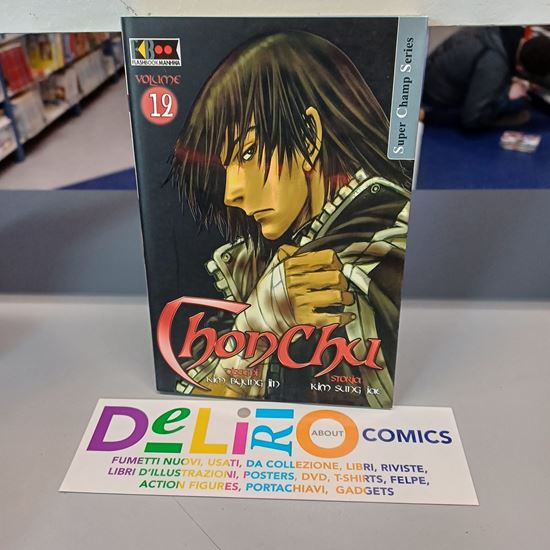 FLASHBOOK MANHWA
VOLUME
12
Super Champ Series
ChonChu
DISEGNI
Kim Byung Jin
STORIA
Kim Sung Jae
DeLiRIO
ABOUT
COMICS
FUMETTI NUOVI, USATI, DA COLLEZIONE, LIBRI, RIVISTE,
LIBRI D'ILLUSTRAZIONI, POSTERS, DVD, T-SHIRTS, FELPE,
ACTION FIGURES, PORTACHIAVI, GADGETS